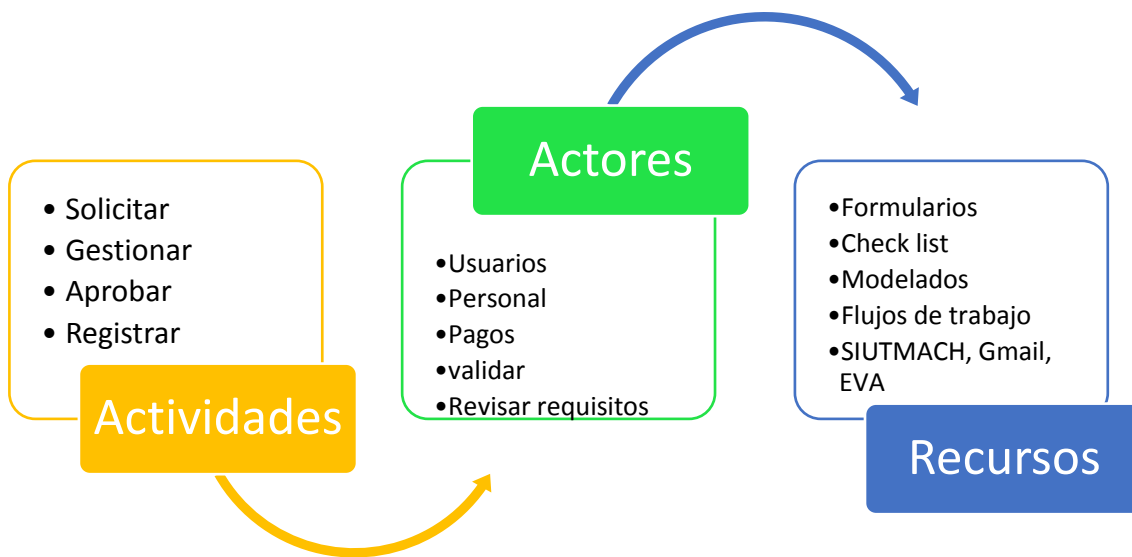 • Solicitar
• Gestionar
• Aprobar
• Registrar
Actividades
Actores
•Usuarios
•Personal
•Pagos
•validar
•Revisar requisitos
•Formularios
•Check list
•Modelados
•Flujos de trabajo
•SIUTMACH, Gmail,
EVA
Recursos